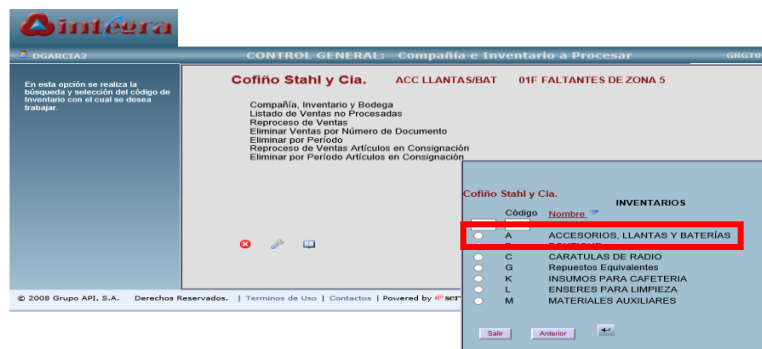 intégra
DGARCIA2
CONTROL GENERAL: Compañía e Inventario a Procesar
GRGT0
En esta opción se realiza la
búsqueda y selección del código de
Inventario con el cual se desea
trabajar.
Cofiño Stahl y Cia. ACC LLANTAS/BAT 01F FALTANTES DE ZONA 5
Compañía, Inventario y Bodega
Listado de Ventas no Procesadas
Reproceso de Ventas
Eliminar Ventas por Número de Documento
Eliminar por Período
Reproceso de Ventas Artículos en Consignación
Eliminar por Período Artículos en Consignación
© 2008 Grupo API, S.A. Derechos Reservados. | Terminos de Uso | Contactos | Powered by
Cofiño Stahl y Cia.
INVENTARIOS
Código Nombre
A ACCESORIOS, LLANTAS Y BATERÍAS
C CARATULAS DE RADIO
G Repuestos Equivalentes
K INSUMOS PARA CAFETERIA
L ENSERES PARA LIMPIEZA
M MATERIALES AUXILIARES
Salir Anterior